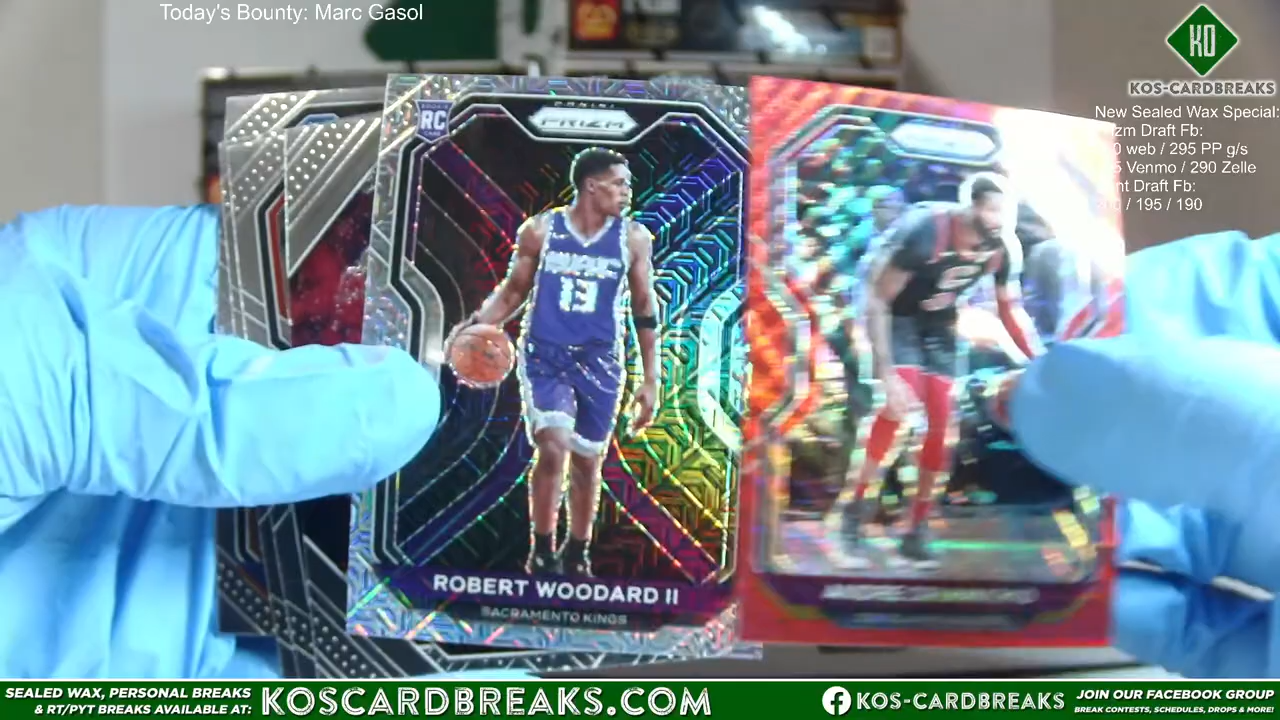 Today's Bounty: Marc Gasol
KO
KOS-CARDBREAKS
New Sealed Wax Special:
Draft Fb:
web / 295 PP g/s
Venmo / 290 Zelle
Draft Fb:
/ 195 / 190
ROOKIE
RC
CARD
PANINI
PRIZM
13
ROBERT WOODARD II
SACRAMENTO KINGS
SEALED WAX, PERSONAL BREAKS
& RT/PYT BREAKS AVAILABLE AT:
KOSCARDBREAKS.COM
KOS-CARDBREAKS
JOIN OUR FACEBOOK GROUP
BREAK CONTESTS, SCHEDULES, DROPS & MORE!